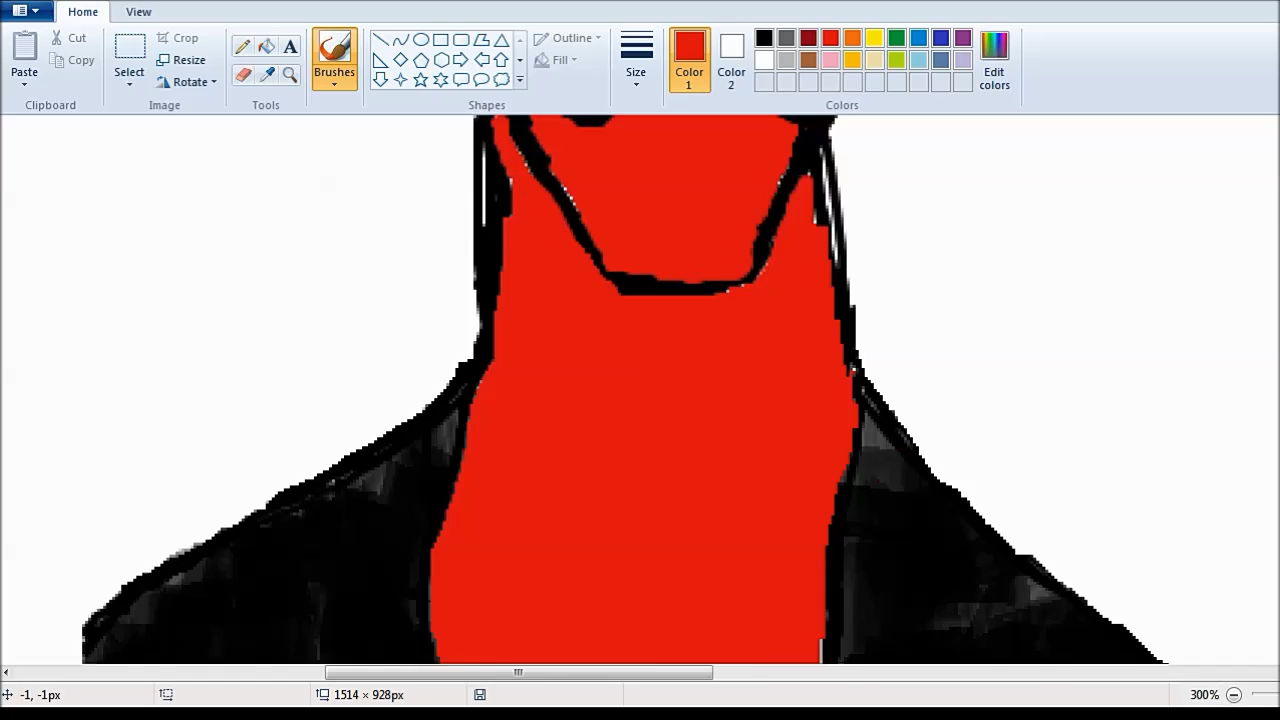 Home View
Paste
Cut
Copy
Clipboard
Select
Crop
Resize
Rotate
Image
A
Tools
Brushes
Outline
Fill
Shapes
Size
Color 1
Color 2
Edit colors
Colors
-1, -1px
1514 × 928px
300%